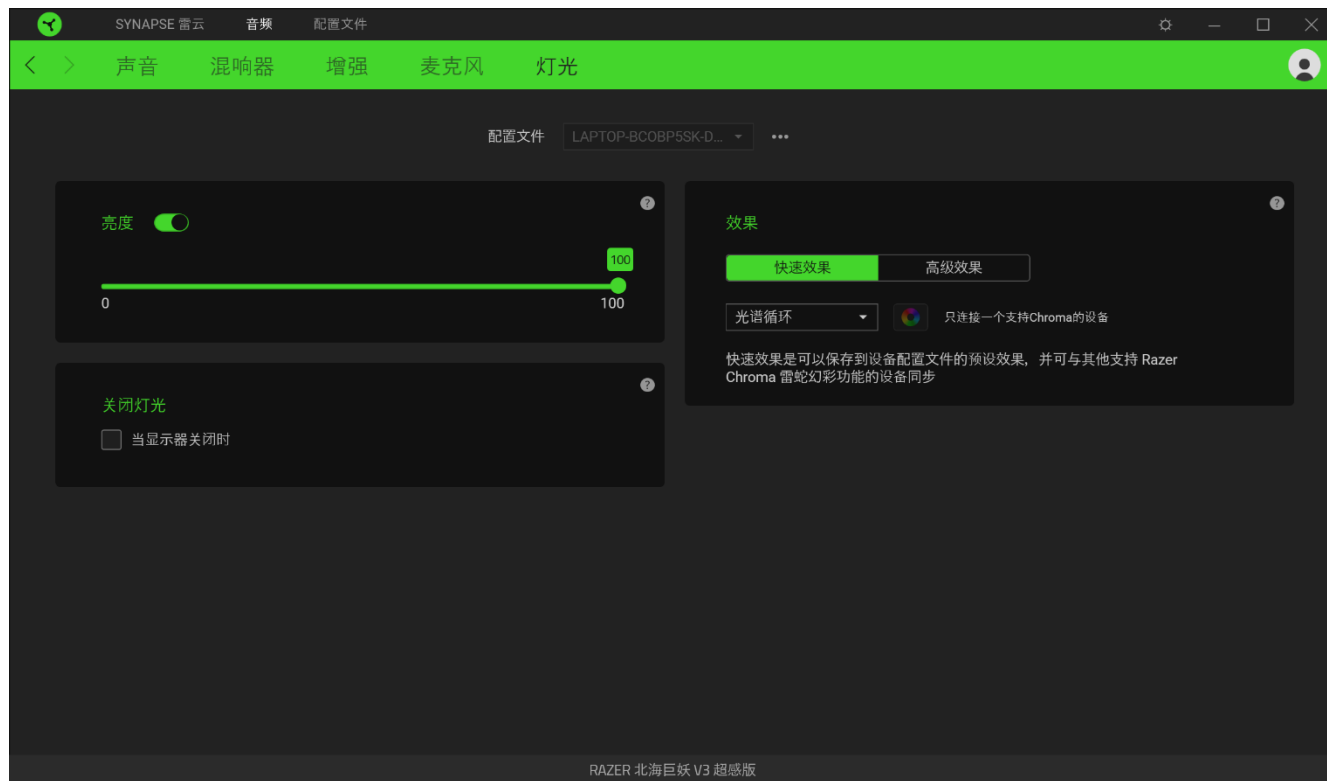 SYNAPSE 雷云 音频 配置文件
声音 混响器 增强 麦克风 灯光
配置文件 LAPTOP-BCOBP5SK-D...
亮度
100
0 100
关闭灯光
当显示器关闭时
效果
快速效果 高级效果
光谱循环 只连接一个支持Chroma的设备
快速效果是可以保存到设备配置文件的预设效果，并可与其他支持 Razer
Chroma 雷蛇幻彩功能的设备同步
RAZER 北海巨妖 V3 超感版